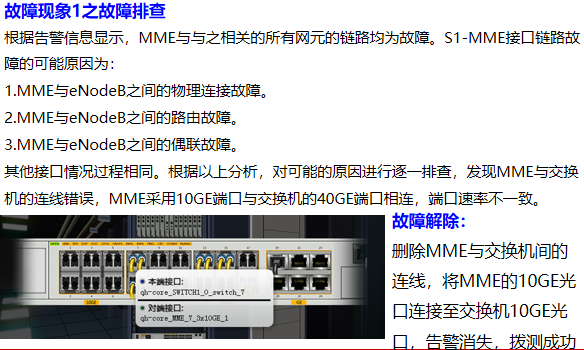 故障现象1之故障排查
根据告警信息显示，MME与与之相关的所有网元的链路均为故障。S1-MME接口链路故
障的可能原因为：
1.MME与eNodeB之间的物理连接故障。
2.MME与eNodeB之间的路由故障。
3.MME与eNodeB之间的偶联故障。
其他接口情况过程相同。根据以上分析，对可能的原因进行逐一排查，发现MME与交换
机的连线错误，MME采用10GE端口与交换机的40GE端口相连，端口速率不一致。
本端接口:
qh-core_SWITCH1_0_switch_7
对端接口:
qh-core_MME_7_3x10GE_1
10GE
GE
故障解除：
删除MME与交换机间的
连线，将MME的10GE光
口连接至交换机10GE光
口，告警消失，拨测成功